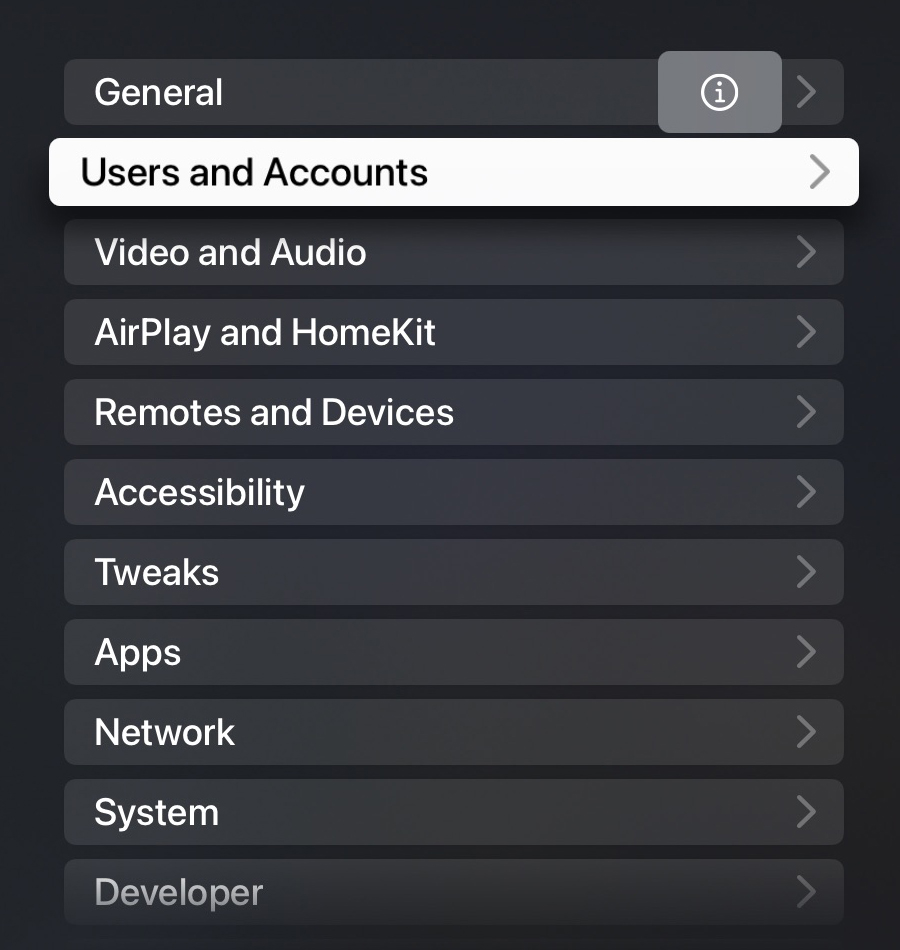 General
Users and Accounts
Video and Audio
AirPlay and HomeKit
Remotes and Devices
Accessibility
Tweaks
Apps
Network
System
Developer